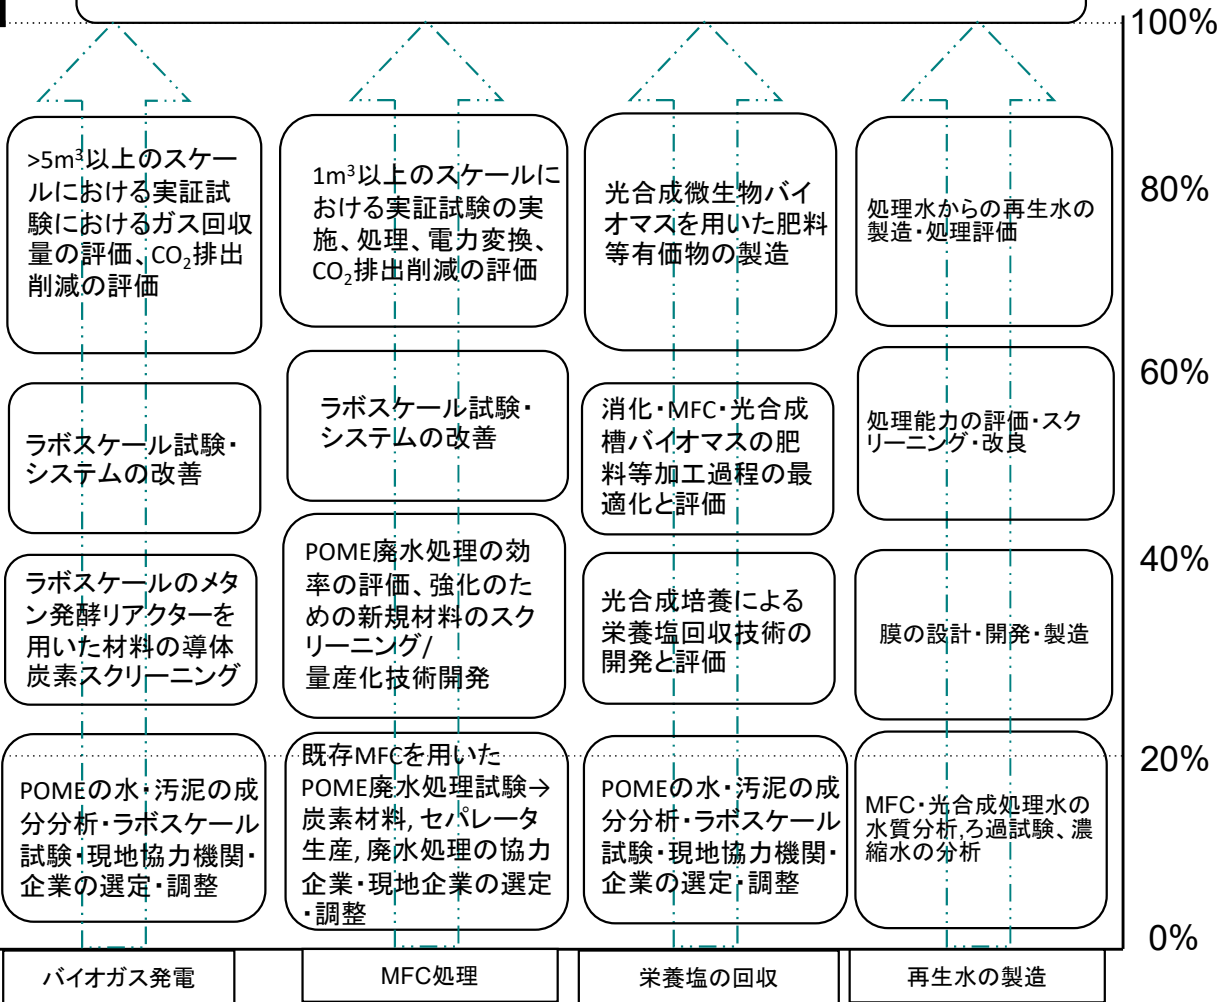 100%
>5m³以上のスケー
ルにおける実証試
験におけるガス回収
量の評価、CO₂排出
削減の評価
1m³以上のスケールに
おける実証試験の実
施、処理、電力変換、
CO₂排出削減の評価
光合成微生物バイ
オマスを用いた肥料
等有価物の製造
処理水からの再生水の
製造・処理評価
80%
60%
ラボスケール試験・
システムの改善
ラボスケール試験・
システムの改善
消化・MFC・光合成
槽バイオマスの肥
料等加工過程の最
適化と評価
処理能力の評価・スク
リーニング・改良
40%
ラボスケールのメタ
ン発酵リアクターを
用いた材料の導体
炭素スクリーニング
POME廃水処理の効
率の評価、強化のた
めの新規材料のスク
リーニング/
量産化技術開発
光合成培養による
栄養塩回収技術の
開発と評価
膜の設計・開発・製造
20%
POMEの水・汚泥の成
分分析・ラボスケール
試験・現地協力機関・
企業の選定・調整
既存MFCを用いた
POME廃水処理試験→
炭素材料, セパレータ
生産, 廃水処理の協力
企業・現地企業の選定
・調整
POMEの水・汚泥の成
分分析・ラボスケール
試験・現地協力機関・
企業の選定・調整
MFC・光合成処理水の
水質分析,ろ過試験、濃
縮水の分析
0%
バイオガス発電
MFC処理
栄養塩の回収
再生水の製造